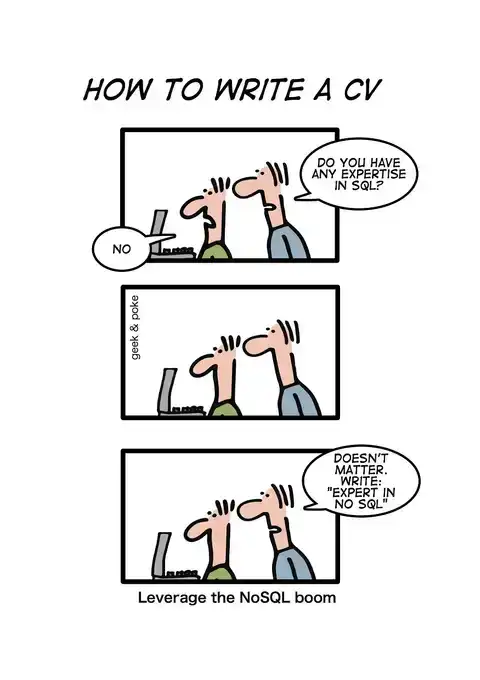 HOW TO WRITE A CV
DO YOU HAVE
ANY EXPERTISE
IN SQL?
NO
geek & poke
DOESN'T
MATTER.
WRITE:
"EXPERT IN
NO SQL"
Leverage the NoSQL boom